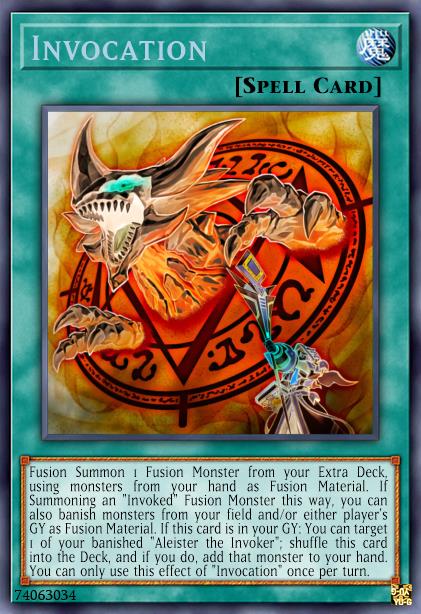 INVOCATION
魔
[SPELL CARD]
Fusion Summon 1 Fusion Monster from your Extra Deck,
using monsters from your hand as Fusion Material. If
Summoning an "Invoked" Fusion Monster this way, you can
also banish monsters from your field and/or either player's
GY as Fusion Material. If this card is in your GY: You can target
1 of your banished "Aleister the Invoker"; shuffle this card
into the Deck, and if you do, add that monster to your hand.
You can only use this effect of "Invocation" once per turn.
74063034